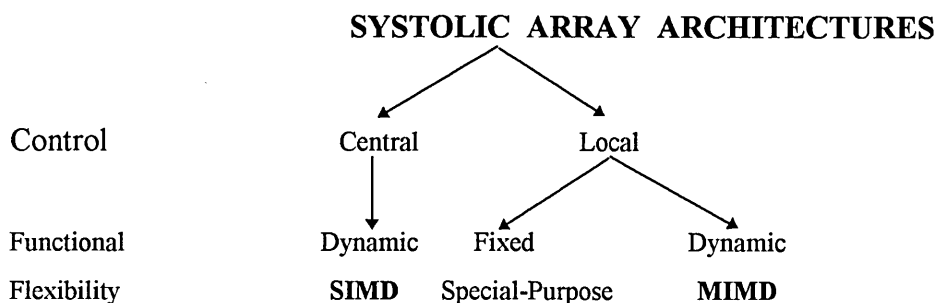 SYSTOLIC ARRAY ARCHITECTURES
Control Central Local
Functional Dynamic Fixed Dynamic
Flexibility SIMD Special-Purpose MIMD